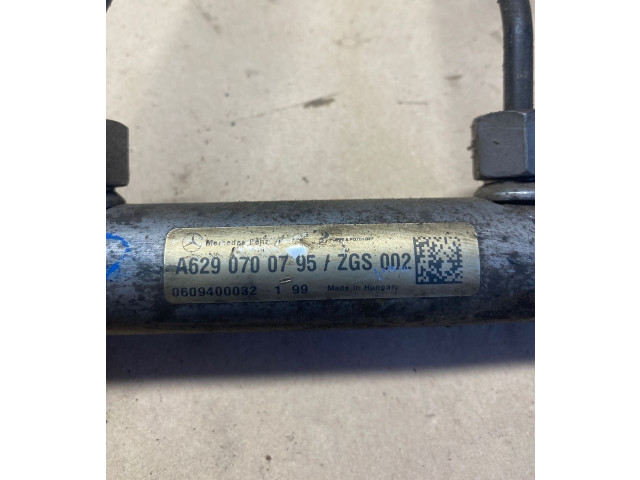 Mercedes-Benz
A629 070 07 95 / ZGS 002
0609400032 1 99 Made in Hungary